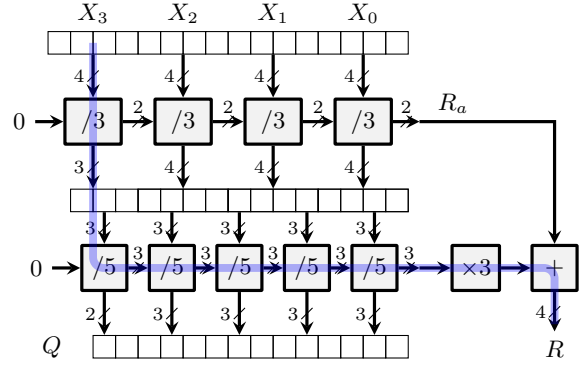 X₃ X₂ X₁ X₀
4 4 4 4
0 /3 2 /3 2 /3 2 /3 2 Rₐ
3 4 4 4
3 3 3 3 3
0 /5 3 /5 3 /5 3 /5 3 /5 3 ×3 +
2 3 3 3 3 4
Q R